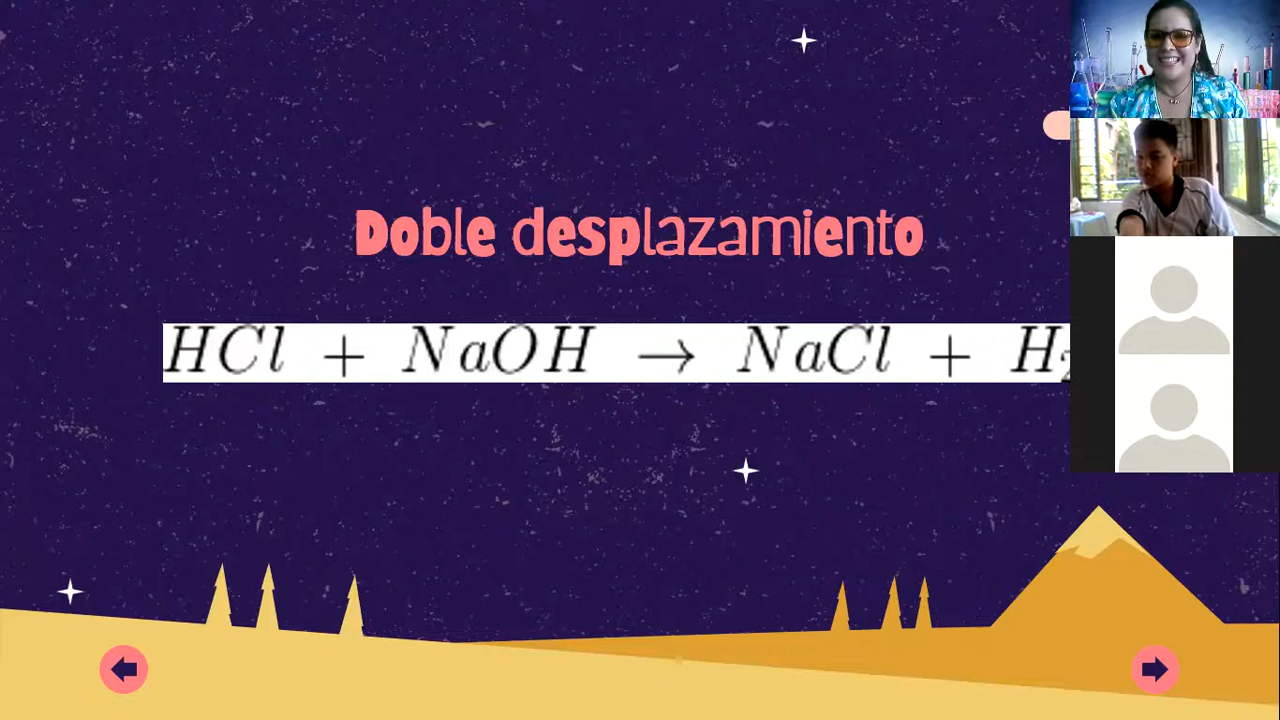 Doble desplazamiento
HCl + NaOH → NaCl + H